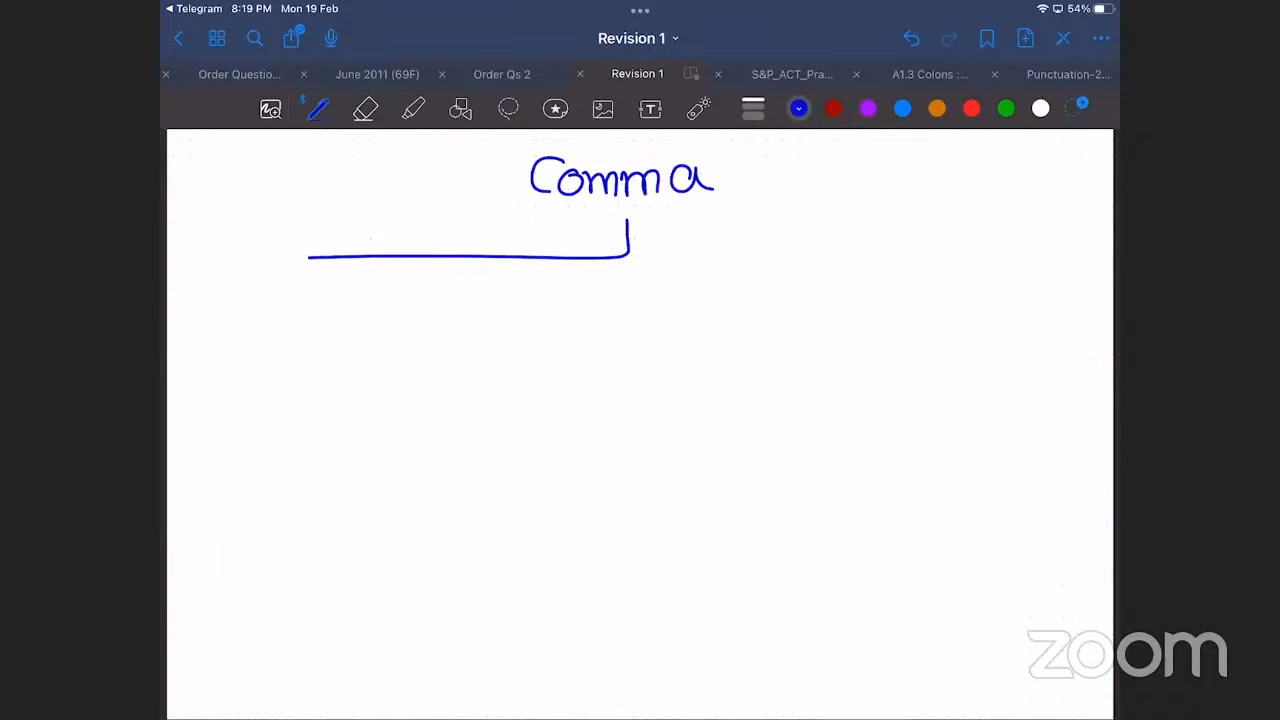 Telegram 8:19 PM Mon 19 Feb 54%
Revision 1
Order Questio... June 2011 (69F) Order Qs 2 Revision 1 S&P_ACT_Pra... A1.3 Colons :... Punctuation-2...
Comma
zoom